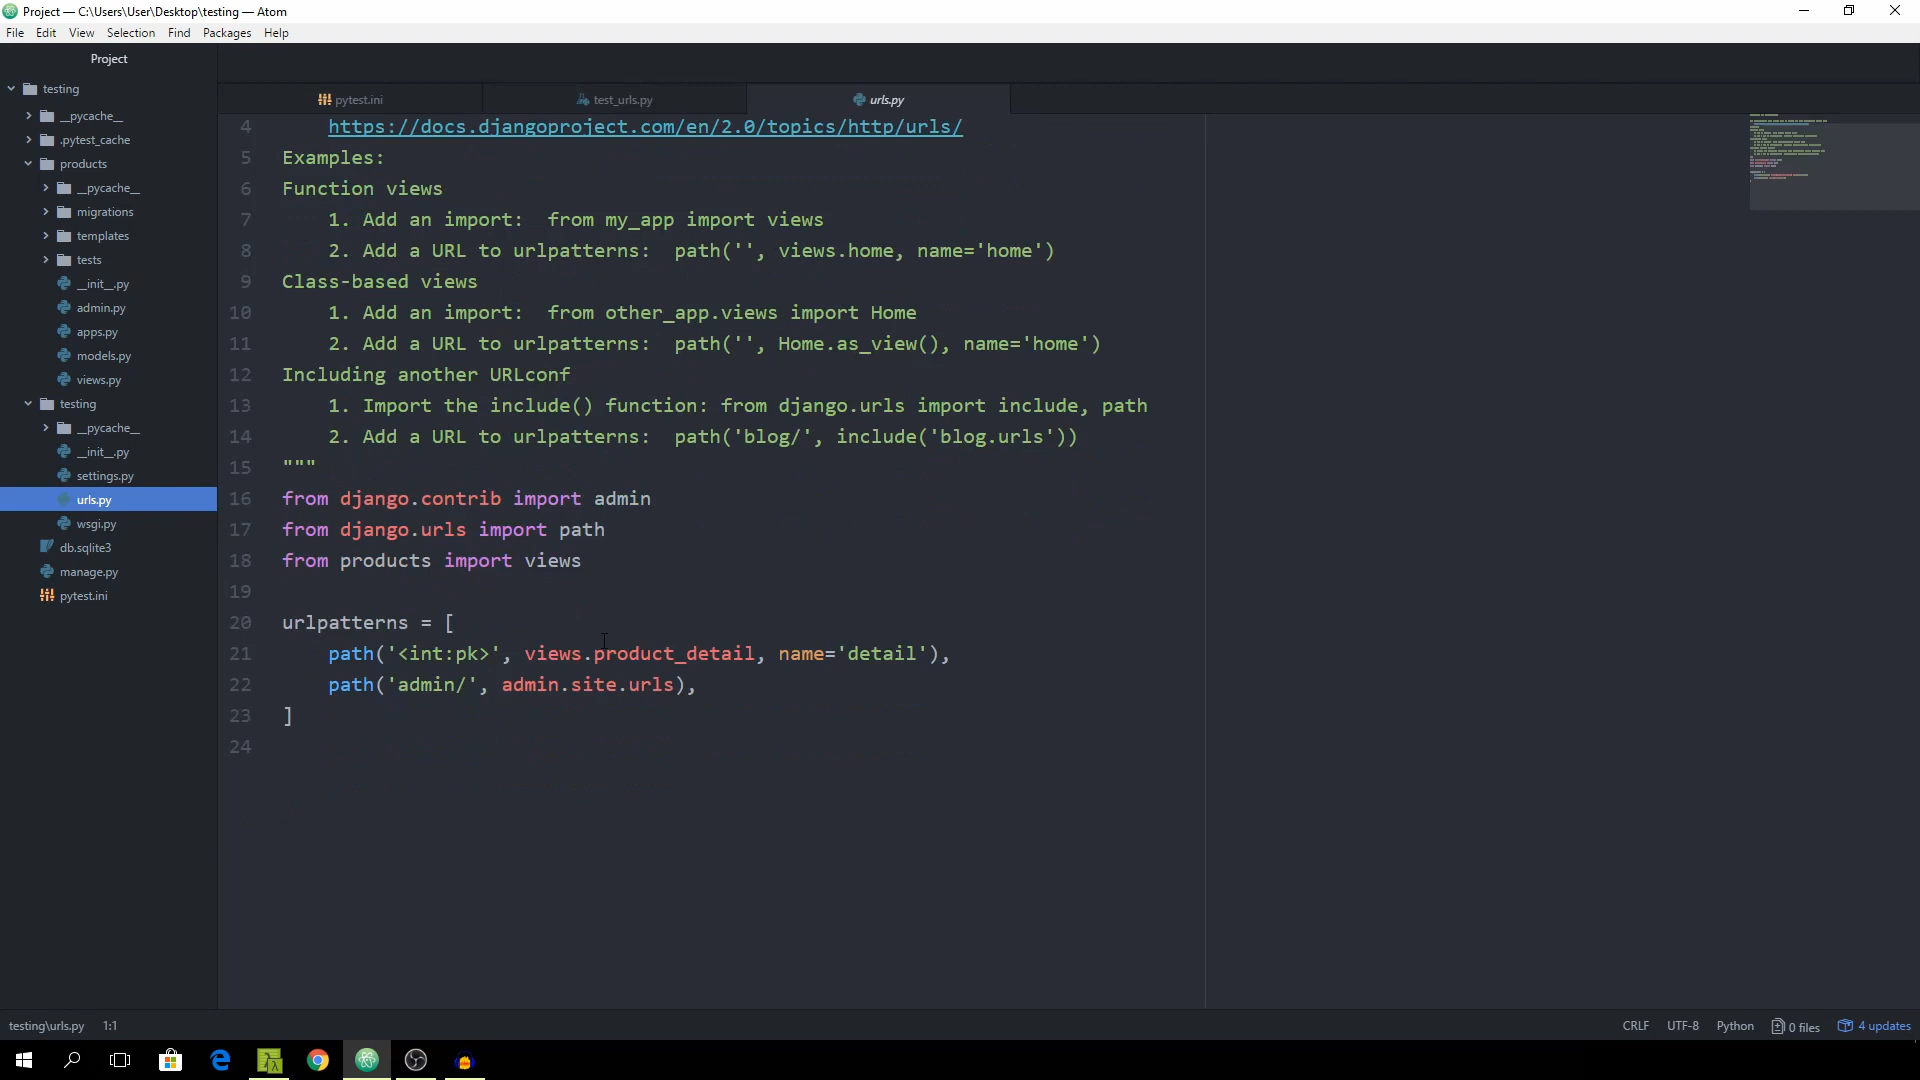 Project — C:\Users\User\Desktop\testing — Atom
File Edit View Selection Find Packages Help
Project
testing
__pycache__
.pytest_cache
products
__pycache__
migrations
templates
tests
__init__.py
admin.py
apps.py
models.py
views.py
testing
__pycache__
__init__.py
settings.py
urls.py
wsgi.py
db.sqlite3
manage.py
pytest.ini
pytest.ini test_urls.py urls.py
4 https://docs.djangoproject.com/en/2.0/topics/http/urls/
5 Examples:
6 Function views
7 1. Add an import:  from my_app import views
8 2. Add a URL to urlpatterns:  path('', views.home, name='home')
9 Class-based views
10 1. Add an import:  from other_app.views import Home
11 2. Add a URL to urlpatterns:  path('', Home.as_view(), name='home')
12 Including another URLconf
13 1. Import the include() function: from django.urls import include, path
14 2. Add a URL to urlpatterns:  path('blog/', include('blog.urls'))
15 """
16 from django.contrib import admin
17 from django.urls import path
18 from products import views
19
20 urlpatterns = [
21 path('<int:pk>', views.product_detail, name='detail'),
22 path('admin/', admin.site.urls),
23 ]
24
testing\urls.py 1:1 CRLF UTF-8 Python 0 files 4 updates